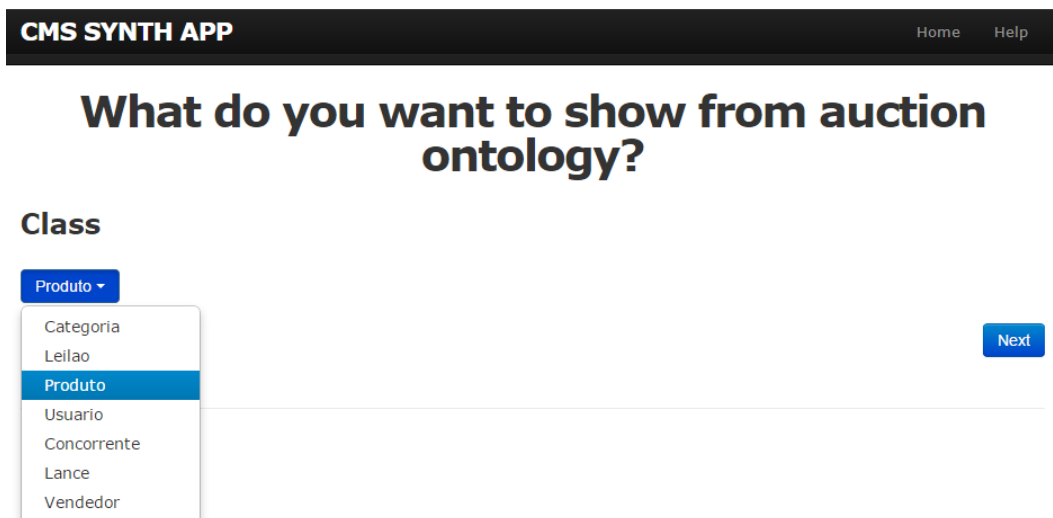 CMS SYNTH APP Home Help
What do you want to show from auction
ontology?
Class
Produto
Categoria
Leilao
Next
Produto
Usuario
Concorrente
Lance
Vendedor